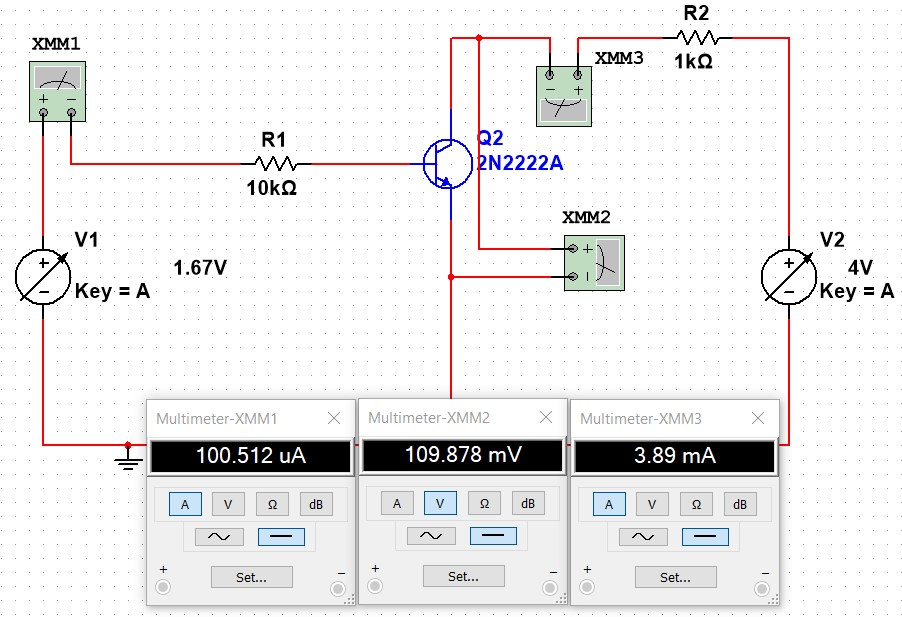 R2
1kΩ
XMM1
+ −
XMM3
− +
R1
10kΩ
Q2
2N2222A
XMM2
+
−
V1
+
−
1.67V
Key = A
V2
+
−
4V
Key = A
Multimeter-XMM1
100.512 uA
A V Ω dB
+ −
Set...
Multimeter-XMM2
109.878 mV
A V Ω dB
+ −
Set...
Multimeter-XMM3
3.89 mA
A V Ω dB
+ −
Set...